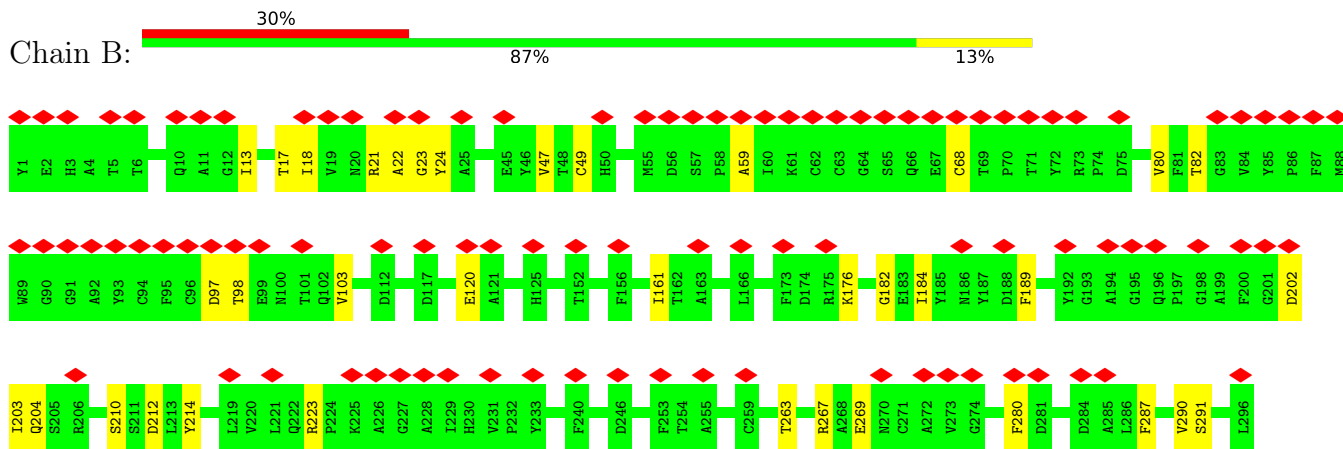 30%
Chain B:
87% 13%
Y1 E2 H3 A4 T5 T6 Q10 A11 G12 I13 T17 I18 V19 N20 R21 A22 G23 Y24 A25 E45 Y46 V47 T48 C49 H50 M55 D56 S57 P58 A59 I60 K61 C62 C63 G64 S65 Q66 E67 C68 T69 P70 T71 Y72 R73 P74 D75 V80 F81 T82 G83 V84 Y85 P86 F87 M88
W89 G90 G91 A92 Y93 C94 F95 C96 D97 T98 E99 N100 T101 Q102 V103 D112 D117 E120 A121 H125 T152 F156 I161 T162 A163 L166 F173 D174 R175 K176 G182 E183 I184 Y185 N186 Y187 D188 F189 Y192 G193 A194 G195 Q196 P197 G198 A199 F200 G201 D202
I203 Q204 S205 R206 S210 S211 D212 L213 Y214 L219 V220 L221 Q222 R223 P224 K225 A226 G227 A228 I229 H230 V231 P232 Y233 F240 D246 F253 T254 A255 C259 T263 R267 A268 E269 N270 C271 A272 V273 G274 F280 D281 D284 A285 L286 F287 V290 S291 L296